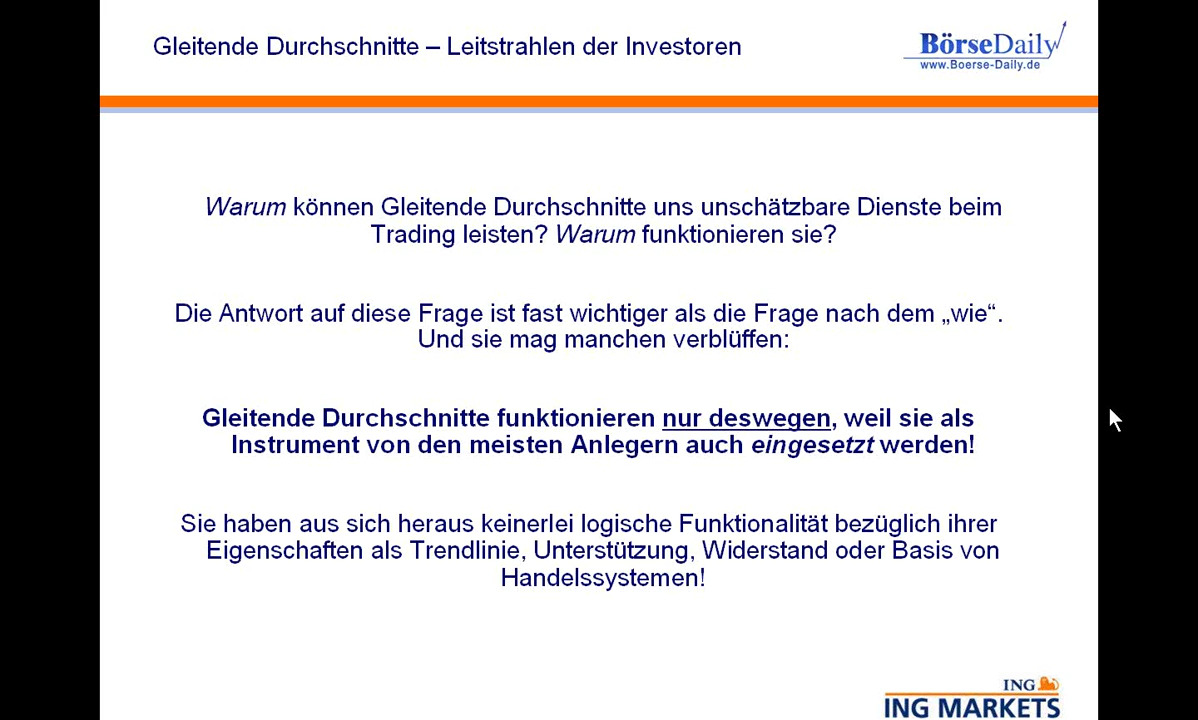 Gleitende Durchschnitte – Leitstrahlen der Investoren
BörseDaily
www.Boerse-Daily.de
Warum können Gleitende Durchschnitte uns unschätzbare Dienste beim
Trading leisten? Warum funktionieren sie?
Die Antwort auf diese Frage ist fast wichtiger als die Frage nach dem „wie“.
Und sie mag manchen verblüffen:
Gleitende Durchschnitte funktionieren nur deswegen, weil sie als
Instrument von den meisten Anlegern auch eingesetzt werden!
Sie haben aus sich heraus keinerlei logische Funktionalität bezüglich ihrer
Eigenschaften als Trendlinie, Unterstützung, Widerstand oder Basis von
Handelssystemen!
ING
ING MARKETS